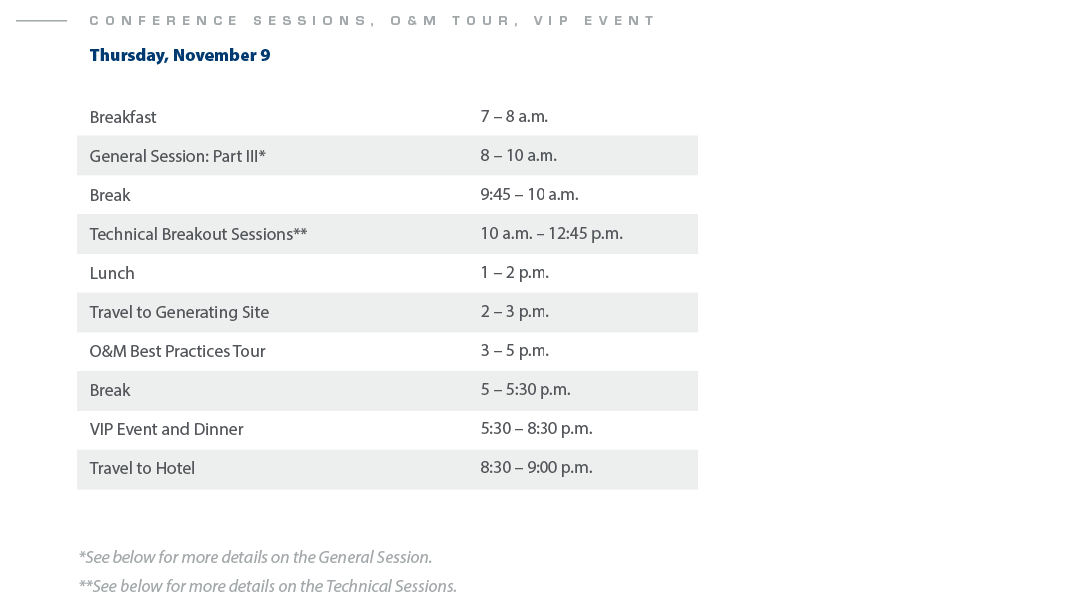 CONFERENCE SESSIONS, O&M TOUR, VIP EVENT
Thursday, November 9
Breakfast 7 – 8 a.m.
General Session: Part III* 8 – 10 a.m.
Break 9:45 – 10 a.m.
Technical Breakout Sessions** 10 a.m. – 12:45 p.m.
Lunch 1 – 2 p.m.
Travel to Generating Site 2 – 3 p.m.
O&M Best Practices Tour 3 – 5 p.m.
Break 5 – 5:30 p.m.
VIP Event and Dinner 5:30 – 8:30 p.m.
Travel to Hotel 8:30 – 9:00 p.m.
*See below for more details on the General Session.
**See below for more details on the Technical Sessions.